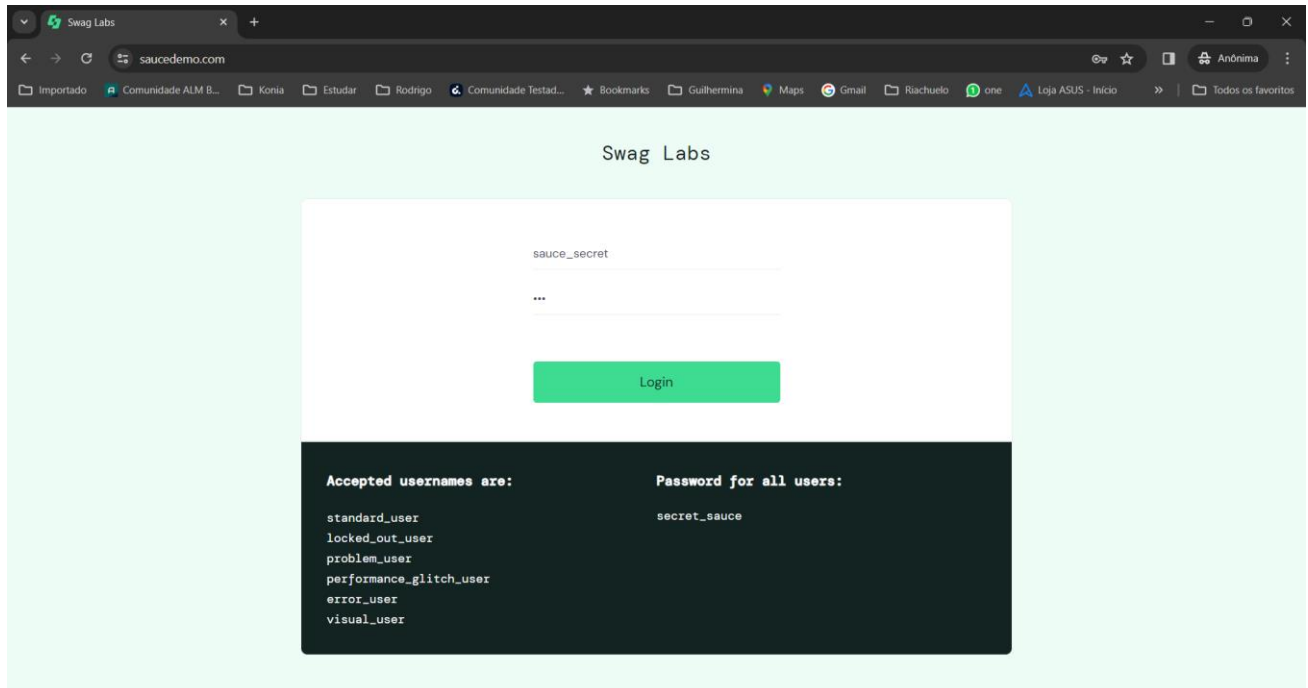 Swag Labs
saucedemo.com
Anônima
Importado Comunidade ALM B... Konia Estudar Rodrigo Comunidade Testad... Bookmarks Guilhermina Maps Gmail Riachuelo one Loja ASUS - Início » Todos os favoritos
Swag Labs
sauce_secret
•••
Login
Accepted usernames are:
standard_user
locked_out_user
problem_user
performance_glitch_user
error_user
visual_user
Password for all users:
secret_sauce